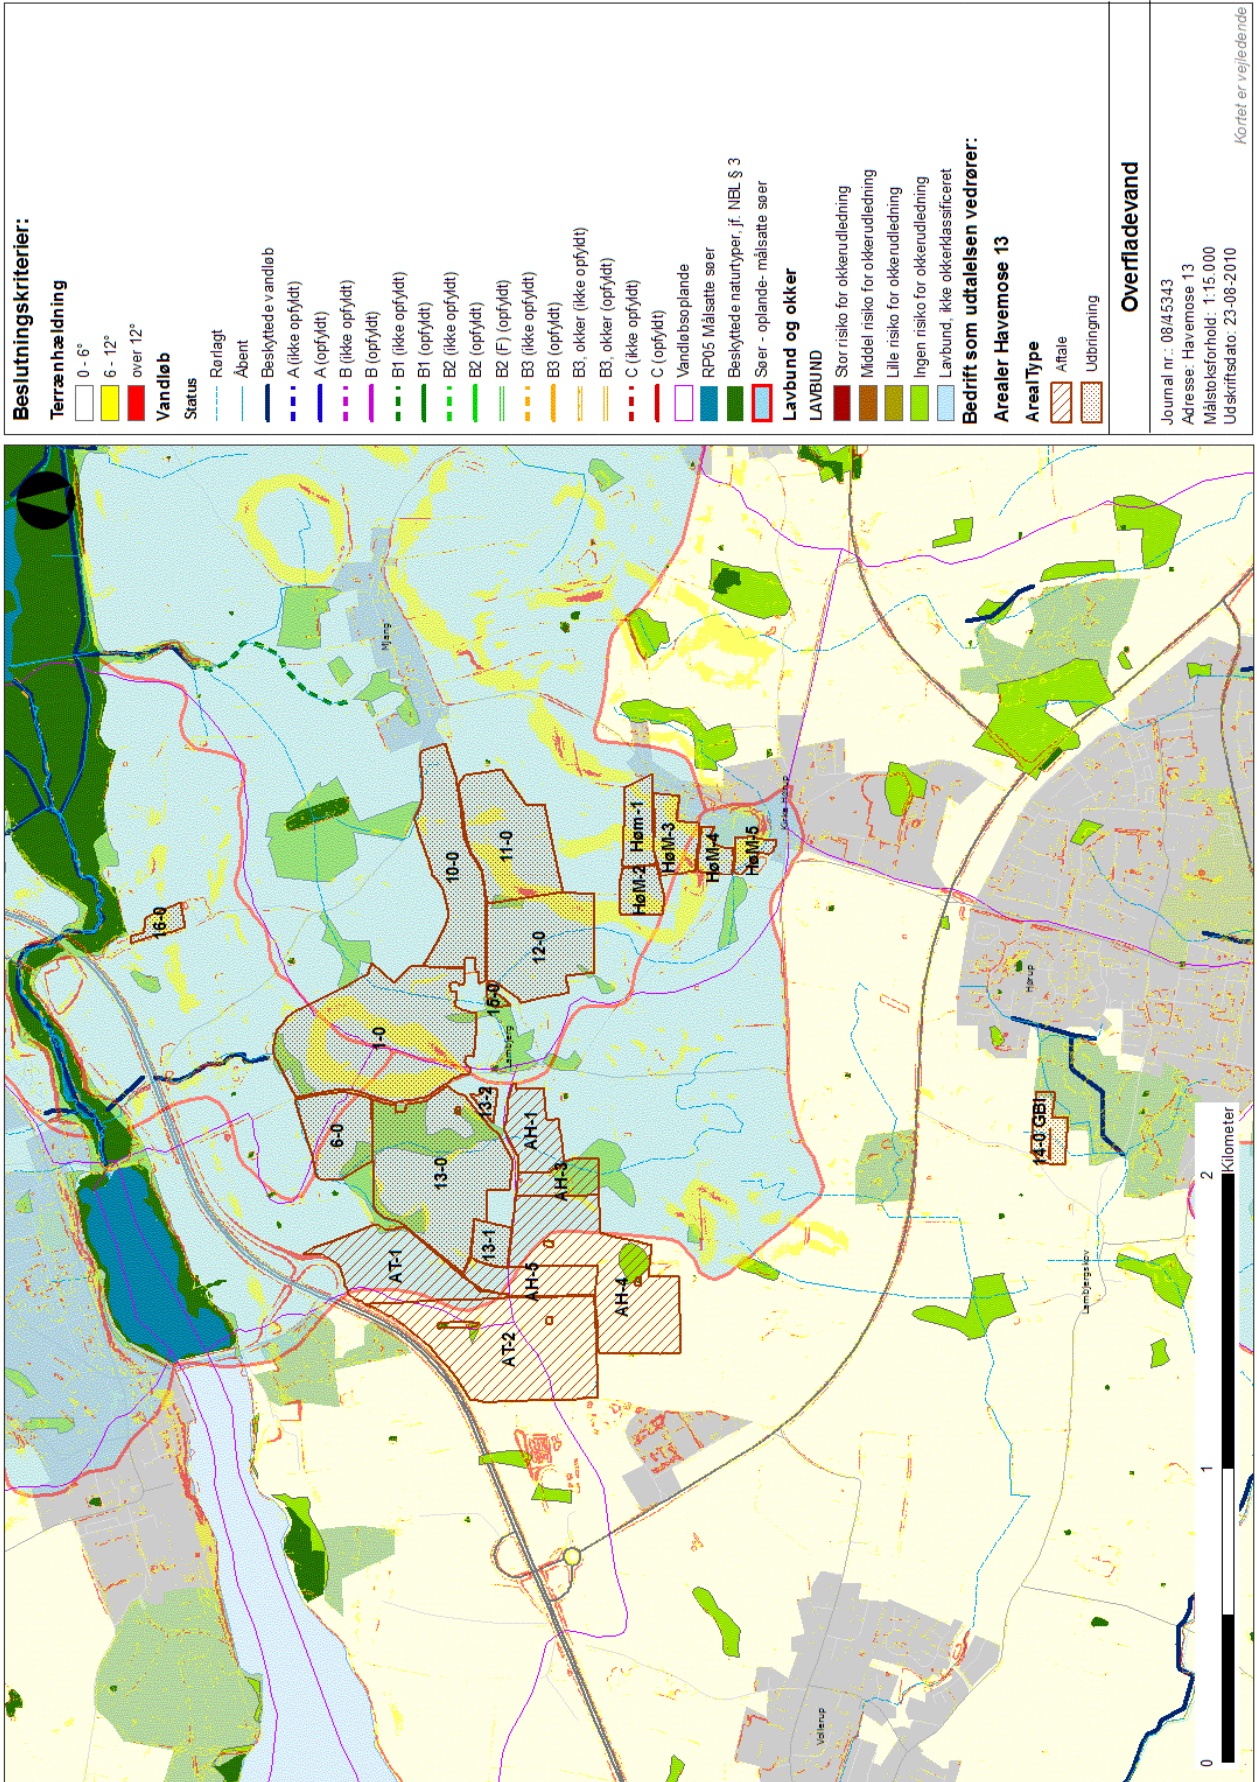 Beslutningskriterier:
Terrænhældning
0 - 6°
6 - 12°
over 12°
Vandløb
Status
Rørlagt
Åbent
Beskyttede vandløb
A (ikke opfyldt)
A (opfyldt)
B (ikke opfyldt)
B (opfyldt)
B1 (ikke opfyldt)
B1 (opfyldt)
B2 (ikke opfyldt)
B2 (opfyldt)
B2 (F) (opfyldt)
B3 (ikke opfyldt)
B3 (opfyldt)
B3, okker (ikke opfyldt)
B3, okker (opfyldt)
C (ikke opfyldt)
C (opfyldt)
Vandløbsoplande
RP05 Målsatte søer
Beskyttede naturtyper, jf. NBL § 3
Søer - oplande- målsatte søer
Lavbund og okker
LAVBUND
Stor risiko for okkerudledning
Middel risiko for okkerudledning
Lille risiko for okkerudledning
Ingen risiko for okkerudledning
Lavbund, ikke okkerklassificeret
Bedrift som udtalelsen vedrører:
Arealer Havemose 13
ArealType
Aftale
Udbringning
Overfladevand
Journal nr.: 08/45343
Adresse: Havemose 13
Målstoksforhold: 1:15.000
Udskriftsdato: 23-08-2010
Kortet er vejledende
16-0
Mjang
10-0
11-0
12-0
1-0
15-0
Lambjerg
6-0
13-0
13-2
13-1
AT-1
AT-2
AH-1
AH-3
AH-5
AH-4
Høm-1
HøM-2
HøM-3
HøM-4
HøM-5
Kirke-Hørup
Hørup
14-0 GBI
Lambjergskov
Vollerup
0
1
2
Kilometer